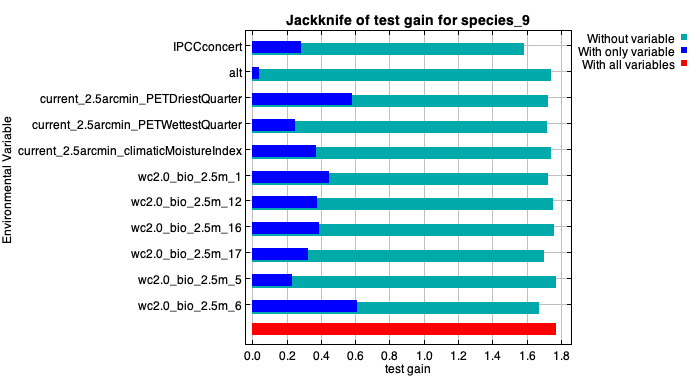 Jackknife of test gain for species_9
Without variable
With only variable
With all variables
Environmental Variable
IPCCconcert
alt
current_2.5arcmin_PETDriestQuarter
current_2.5arcmin_PETWettestQuarter
current_2.5arcmin_climaticMoistureIndex
wc2.0_bio_2.5m_1
wc2.0_bio_2.5m_12
wc2.0_bio_2.5m_16
wc2.0_bio_2.5m_17
wc2.0_bio_2.5m_5
wc2.0_bio_2.5m_6
0.0 0.2 0.4 0.6 0.8 1.0 1.2 1.4 1.6 1.8
test gain